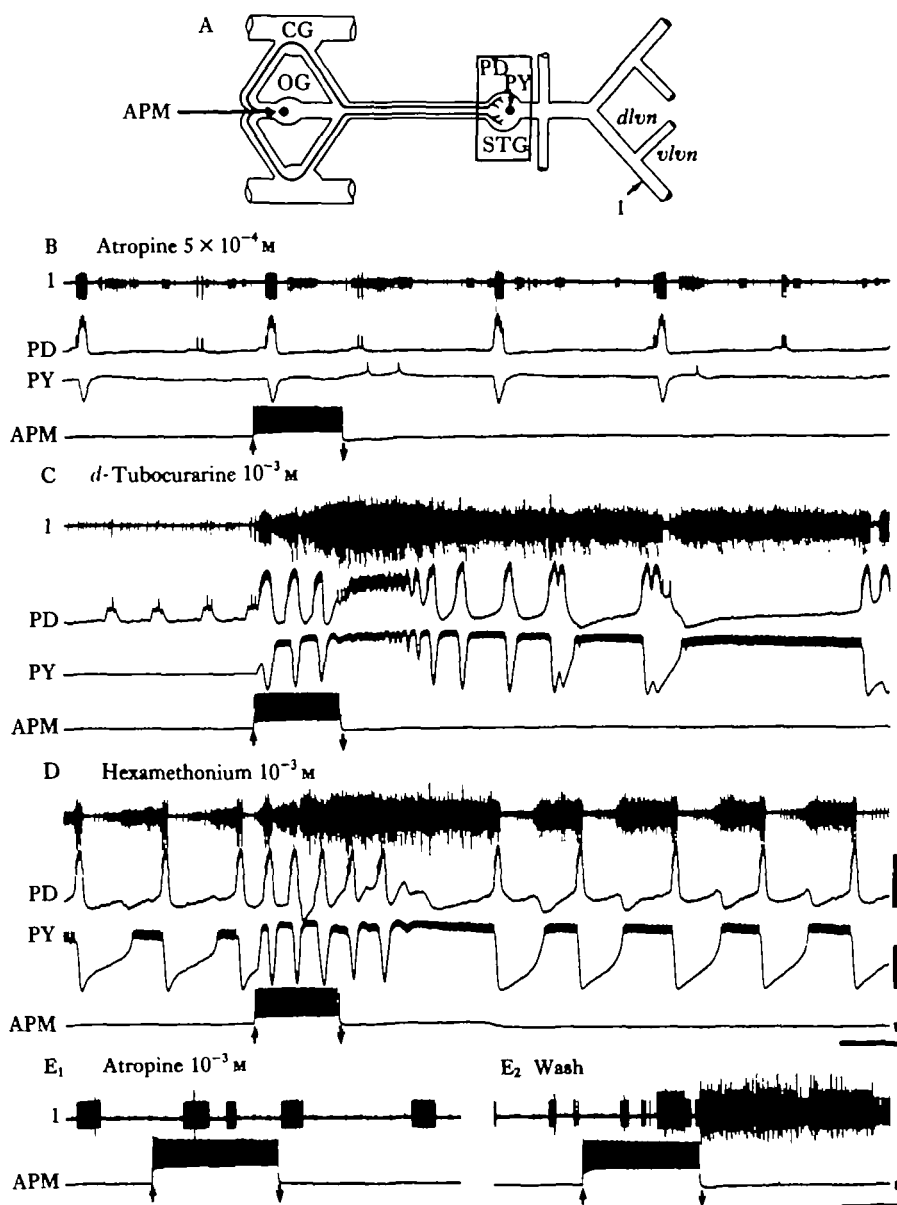 A
CG
OG
APM
PD
PY
STG
dlvn
vlvn
1
B Atropine 5 × 10⁻⁴ M
1
PD
PY
APM
C d-Tubocurarine 10⁻³ M
1
PD
PY
APM
D Hexamethonium 10⁻³ M
PD
PY
APM
E₁ Atropine 10⁻³ M
E₂ Wash
1
APM